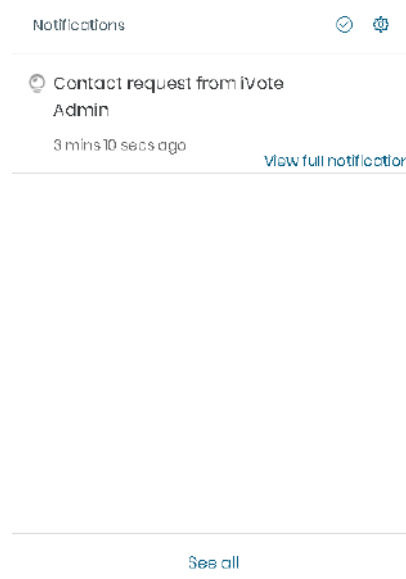 Notifications
Contact request from iVote
Admin
3 mins 10 secs ago
View full notification
See all